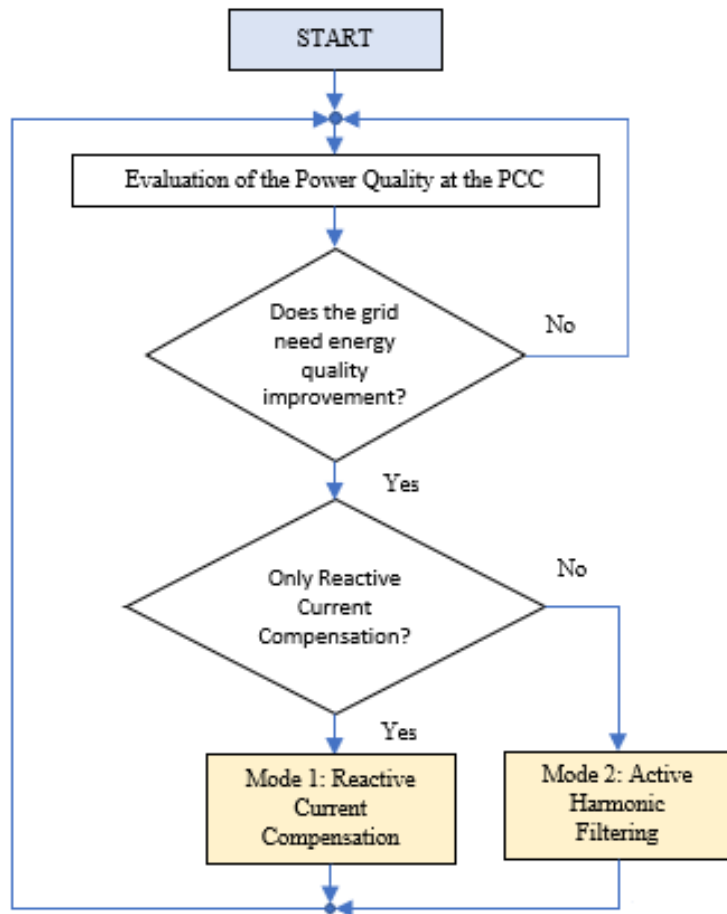 START
Evaluation of the Power Quality at the PCC
Does the grid
need energy
quality
improvement?
No
Yes
Only Reactive
Current
Compensation?
No
Yes
Mode 1: Reactive
Current
Compensation
Mode 2: Active
Harmonic
Filtering